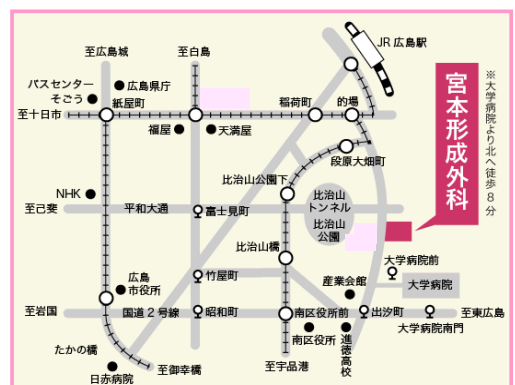 至広島城
至白島
JR広島駅
バスセンター
そごう
広島県庁
紙屋町
至十日市
福屋
天満屋
稲荷町
的場
宮本形成外科
※大学病院より北へ徒歩8分
段原大畑町
比治山公園下
NHK
至己斐
平和大通
富士見町
比治山
トンネル
比治山
公園
比治山橋
大学病院前
大学病院
広島
市役所
竹屋町
産業会館
至岩国
国道2号線
昭和町
南区役所前
出汐町
至東広島
大学病院南門
南区役所
進徳高校
たかの橋
日赤病院
至御幸橋
至宇品港